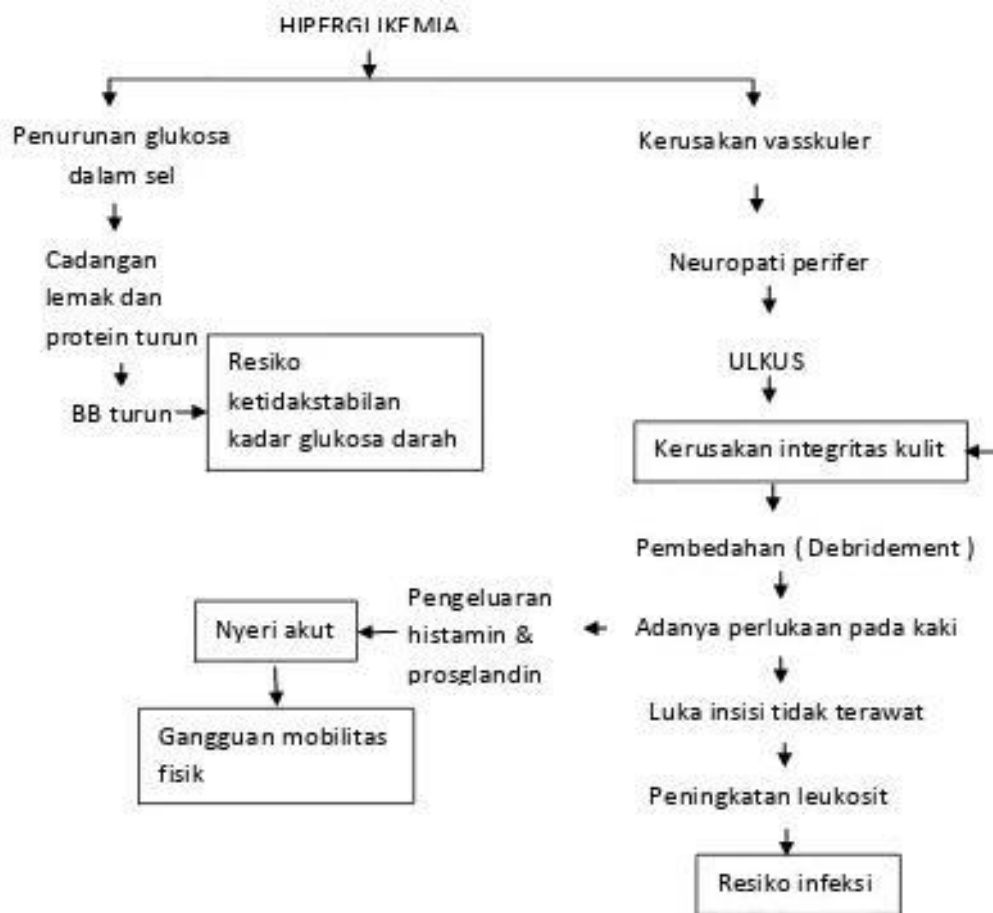 HIPERGLIKEMIA
Penurunan glukosa
dalam sel
Cadangan
lemak dan
protein turun
BB turun
Resiko
ketidakstabilan
kadar glukosa darah
Kerusakan vasskuler
Neuropati perifer
ULKUS
Kerusakan integritas kulit
Pembedahan ( Debridement )
Adanya perlukaan pada kaki
Pengeluaran
histamin &
prosglandin
Nyeri akut
Gangguan mobilitas
fisik
Luka insisi tidak terawat
Peningkatan leukosit
Resiko infeksi